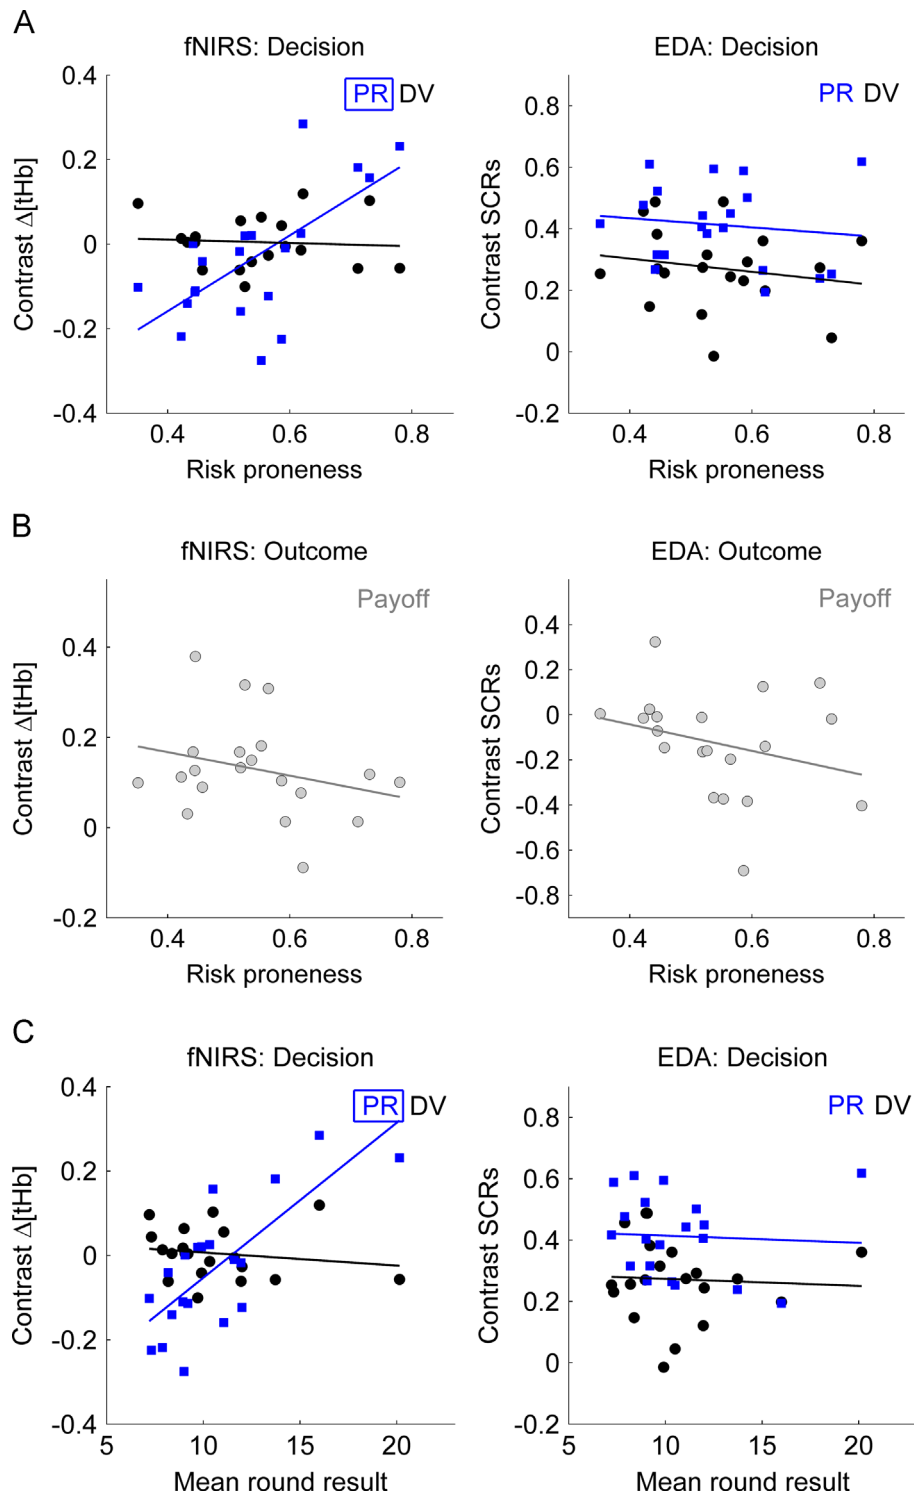 A
fNIRS: Decision
EDA: Decision
PR DV
PR DV
Contrast Δ[tHb]
0.4
0.2
0
-0.2
-0.4
0.4 0.6 0.8
Risk proneness
Contrast SCRs
0.8
0.6
0.4
0.2
0
-0.2
0.4 0.6 0.8
Risk proneness
B
fNIRS: Outcome
EDA: Outcome
Payoff
Payoff
Contrast Δ[tHb]
0.4
0.2
0
-0.2
0.4 0.6 0.8
Risk proneness
Contrast SCRs
0.4
0.2
0
-0.2
-0.4
-0.6
-0.8
0.4 0.6 0.8
Risk proneness
C
fNIRS: Decision
EDA: Decision
PR DV
PR DV
Contrast Δ[tHb]
0.4
0.2
0
-0.2
-0.4
5 10 15 20
Mean round result
Contrast SCRs
0.8
0.6
0.4
0.2
0
-0.2
5 10 15 20
Mean round result